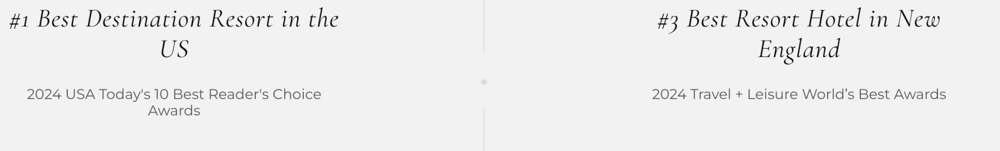 #1 Best Destination Resort in the
US
2024 USA Today's 10 Best Reader's Choice
Awards
#3 Best Resort Hotel in New
England
2024 Travel + Leisure World’s Best Awards